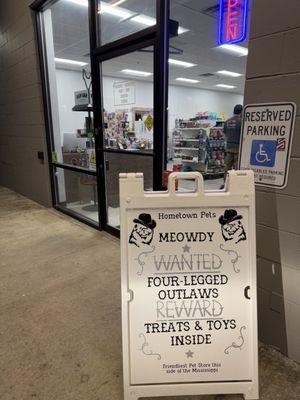 OPEN
RESERVED
PARKING
Hometown Pets
MEOWDY
WANTED
FOUR-LEGGED
OUTLAWS
REWARD
TREATS & TOYS
INSIDE
Friendliest Pet Store this
side of the Mississippi